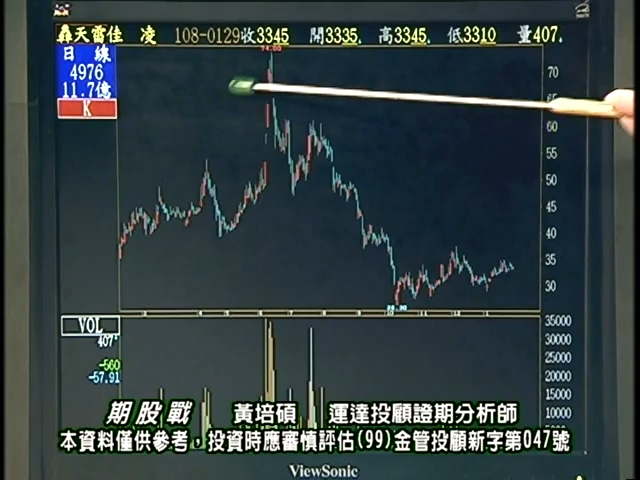 轟天雷佳 凌 108-0129收3345 開3335. 高3345. 低3310 量407.
日 線
4976
11.7億
K
74.00
70
65
60
55
50
45
40
35
30
VOL
407
-560
-57.91
35000
30000
25000
20000
15000
10000
5000
期股戰 黃培碩 運達投顧證期分析師
本資料僅供參考，投資時應審慎評估(99)金管投顧新字第047號
ViewSonic